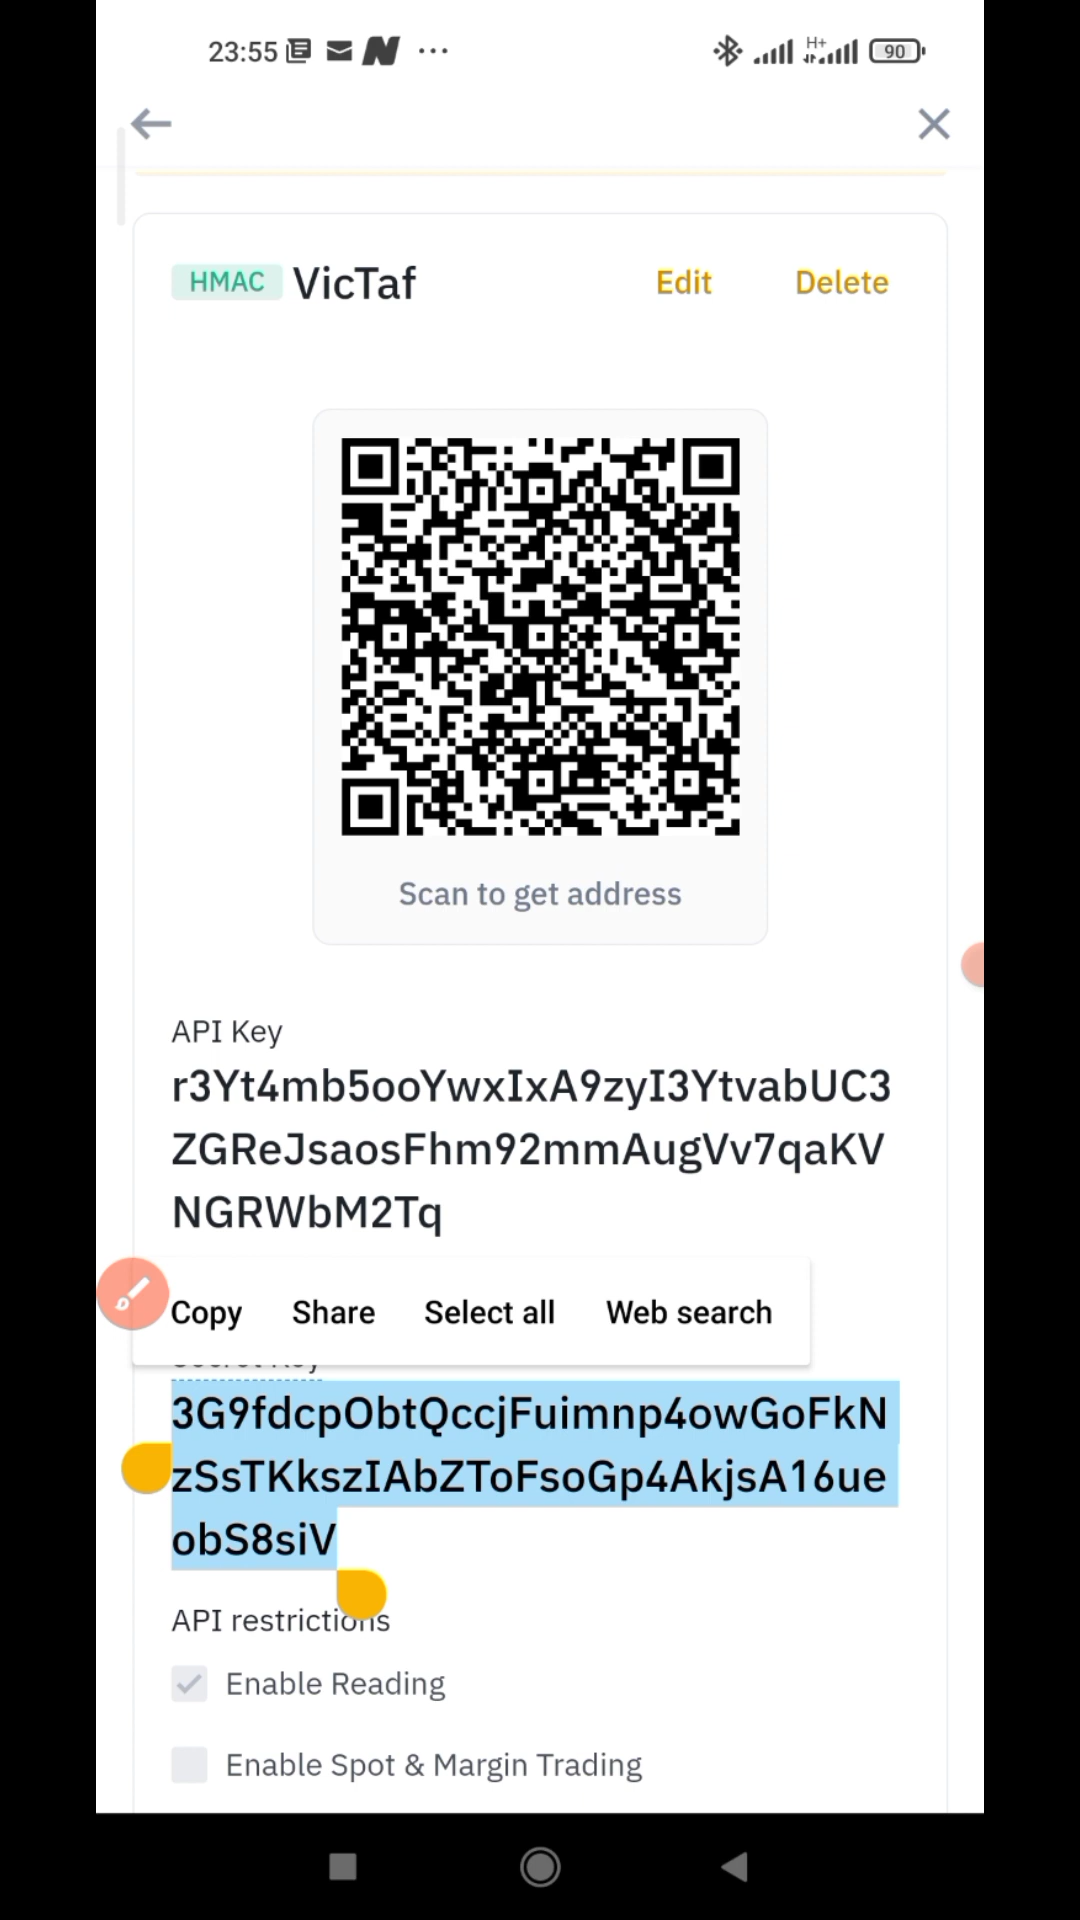 23:55 H+ 90
HMAC VicTaf Edit Delete
Scan to get address
API Key
r3Yt4mb5ooYwxIxA9zyI3YtvabUC3
ZGReJsaosFhm92mmAugVv7qaKV
NGRWbM2Tq
Copy Share Select all Web search
3G9fdcpObtQccjFuimnp4owGoFkN
zSsTKkszIAbZToFsoGp4AkjsA16ue
obS8siV
API restrictions
Enable Reading
Enable Spot & Margin Trading